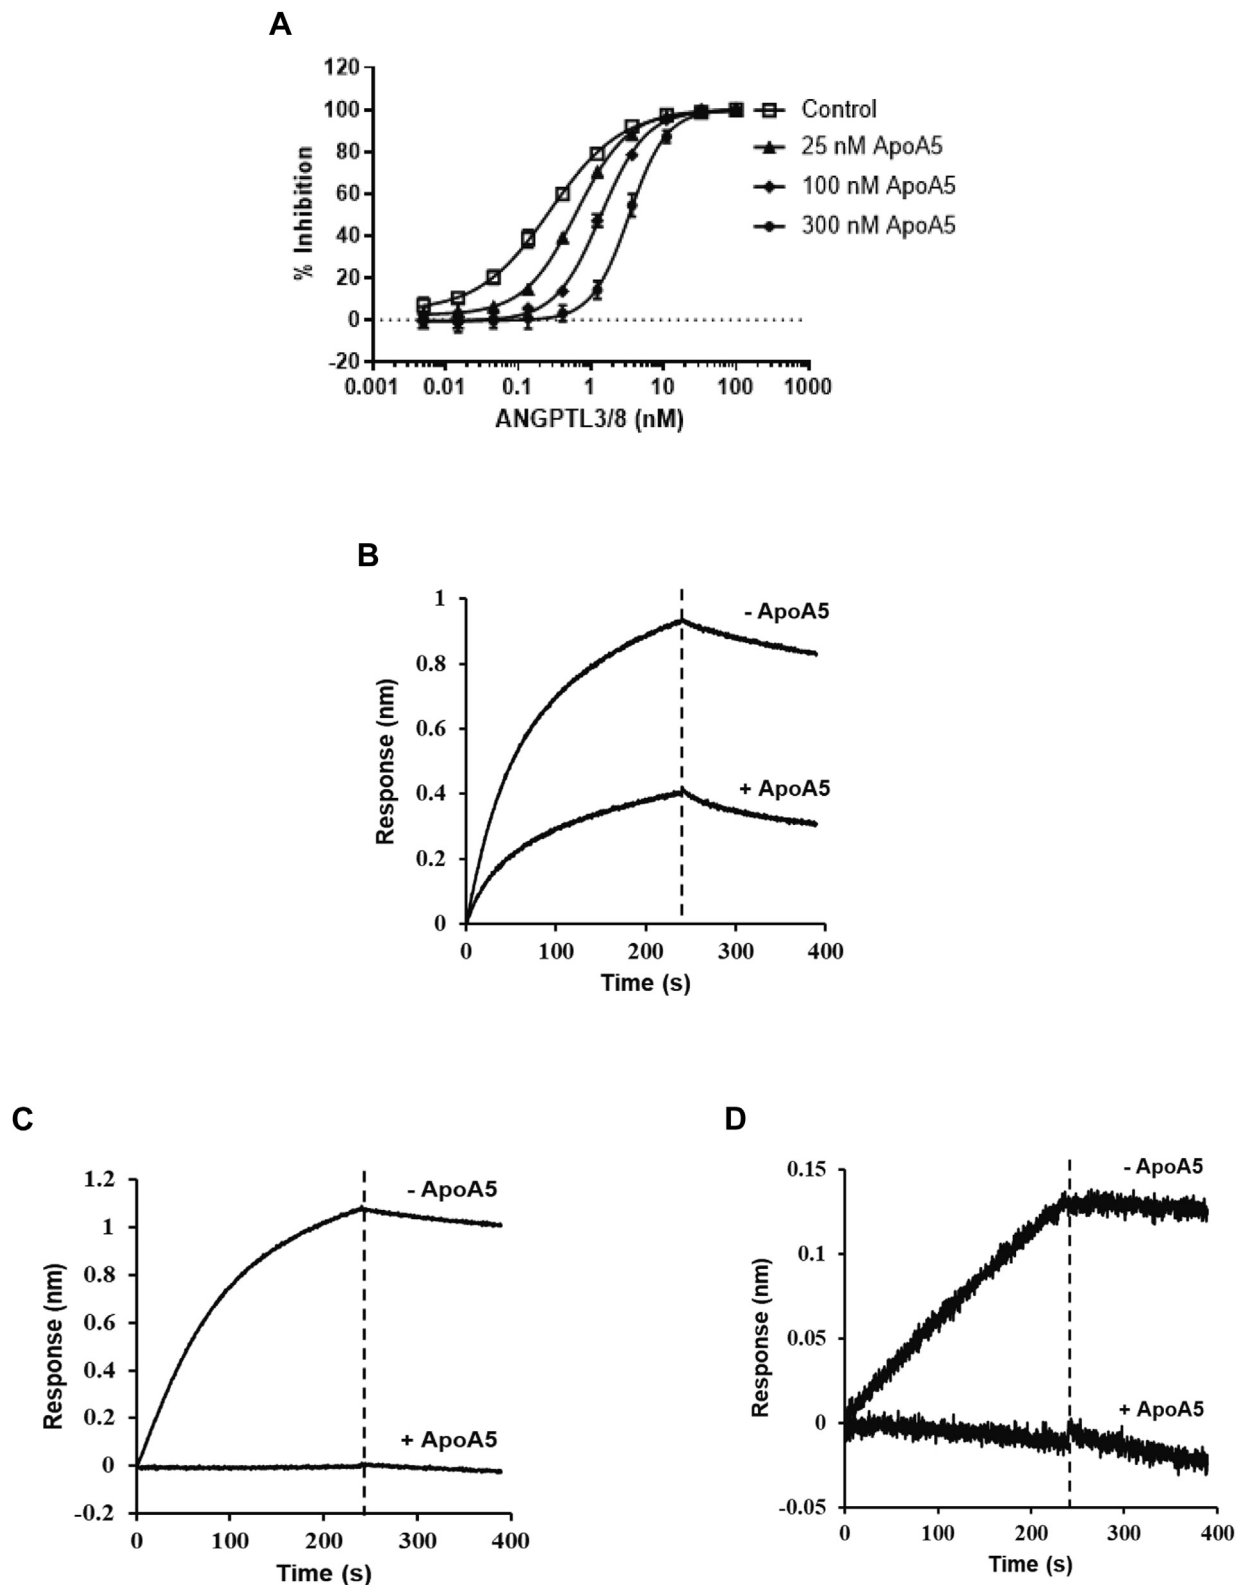 A
120
100
80
60
40
20
0
-20
% Inhibition
0.001 0.01 0.1 1 10 100 1000
ANGPTL3/8 (nM)
Control
25 nM ApoA5
100 nM ApoA5
300 nM ApoA5
B
1
0.8
0.6
0.4
0.2
0
Response (nm)
- ApoA5
+ ApoA5
0 100 200 300 400
Time (s)
C
1.2
1
0.8
0.6
0.4
0.2
0
-0.2
Response (nm)
- ApoA5
+ ApoA5
0 100 200 300 400
Time (s)
D
0.15
0.1
0.05
0
-0.05
Response (nm)
- ApoA5
+ ApoA5
0 100 200 300 400
Time (s)